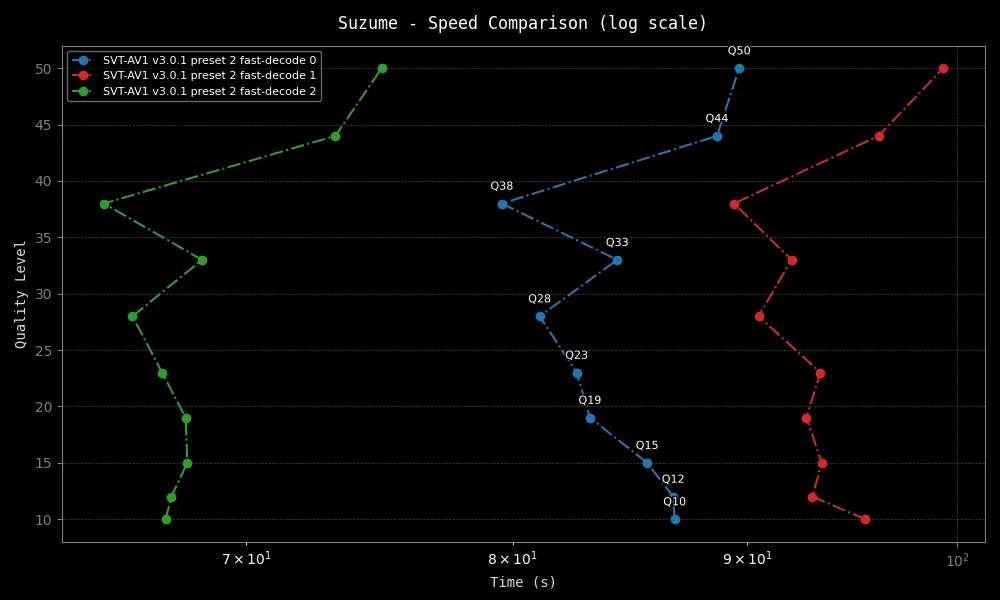 Suzume - Speed Comparison (log scale)
SVT-AV1 v3.0.1 preset 2 fast-decode 0
SVT-AV1 v3.0.1 preset 2 fast-decode 1
SVT-AV1 v3.0.1 preset 2 fast-decode 2
Quality Level
50
45
40
35
30
25
20
15
10
Q50
Q44
Q38
Q33
Q28
Q23
Q19
Q15
Q12
Q10
7 × 10¹
8 × 10¹
9 × 10¹
10²
Time (s)